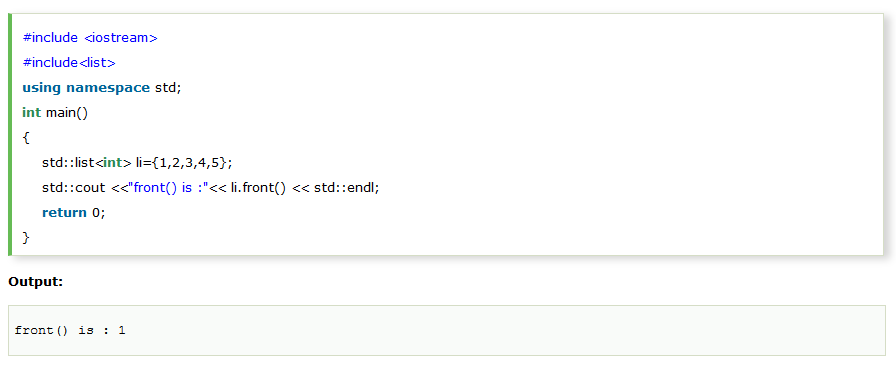 #include <iostream>
#include<list>
using namespace std;
int main()
{
std::list<int> li={1,2,3,4,5};
std::cout <<"front() is :"<< li.front() << std::endl;
return 0;
}
Output:
front() is : 1